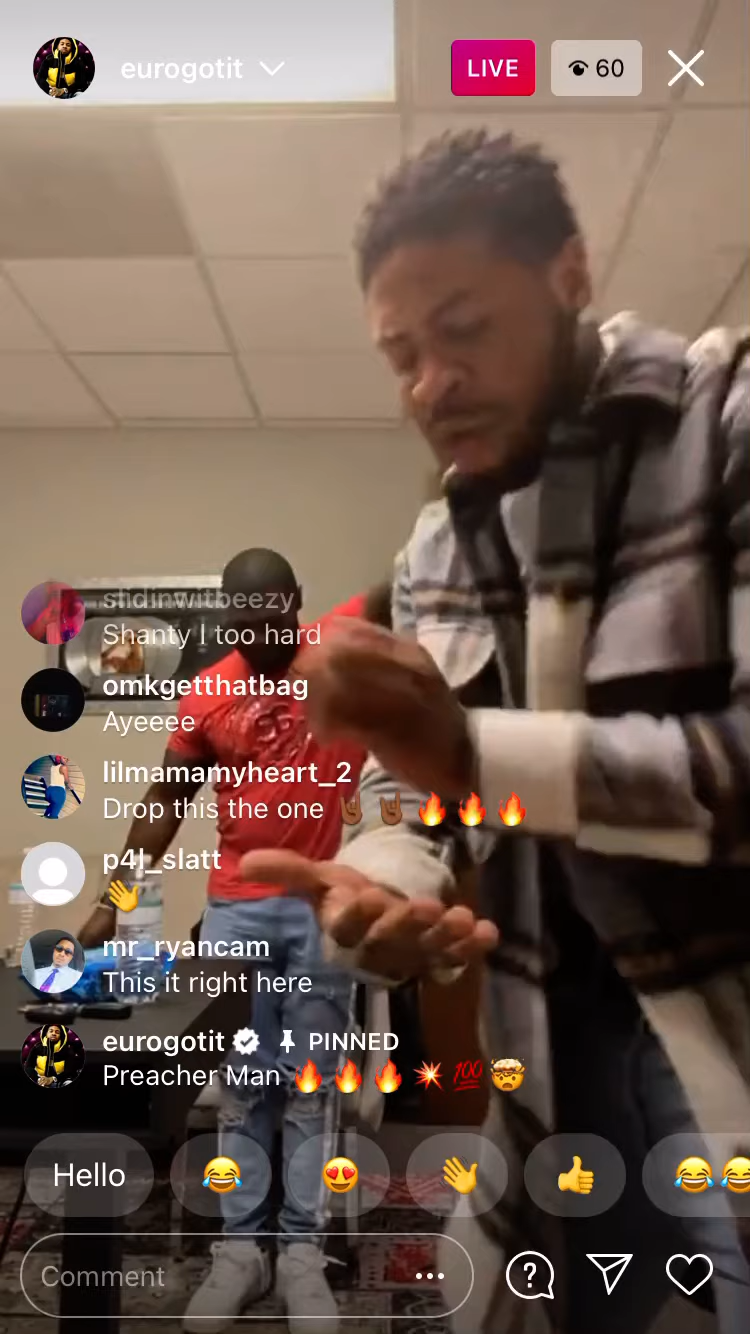 eurogotit
LIVE
60
slidinwitbeezy
Shanty I too hard
omkgetthatbag
Ayeeee
lilmamamyheart_2
Drop this the one 🤘🏾 🤘🏾 🔥 🔥 🔥
p4l_slatt
👋
mr_ryancam
This it right here
eurogotit PINNED
Preacher Man 🔥 🔥 🔥 💥 💯 🤯
Hello 😂 😍 👋 👍 😂😂
Comment